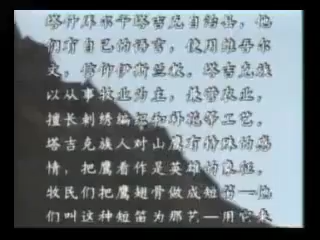 塔什库尔干塔吉克自治县，他
们有自己的语言，使用维吾尔
文，信仰伊斯兰教。塔吉克族
以从事牧业为主，兼营农业，
擅长刺绣编织和
塔吉克族人对山鹰有特殊的感
情，把鹰看作是英雄的象征，
牧民们把鹰翅骨做成短笛—他
们叫这种短笛为那艺—用它来